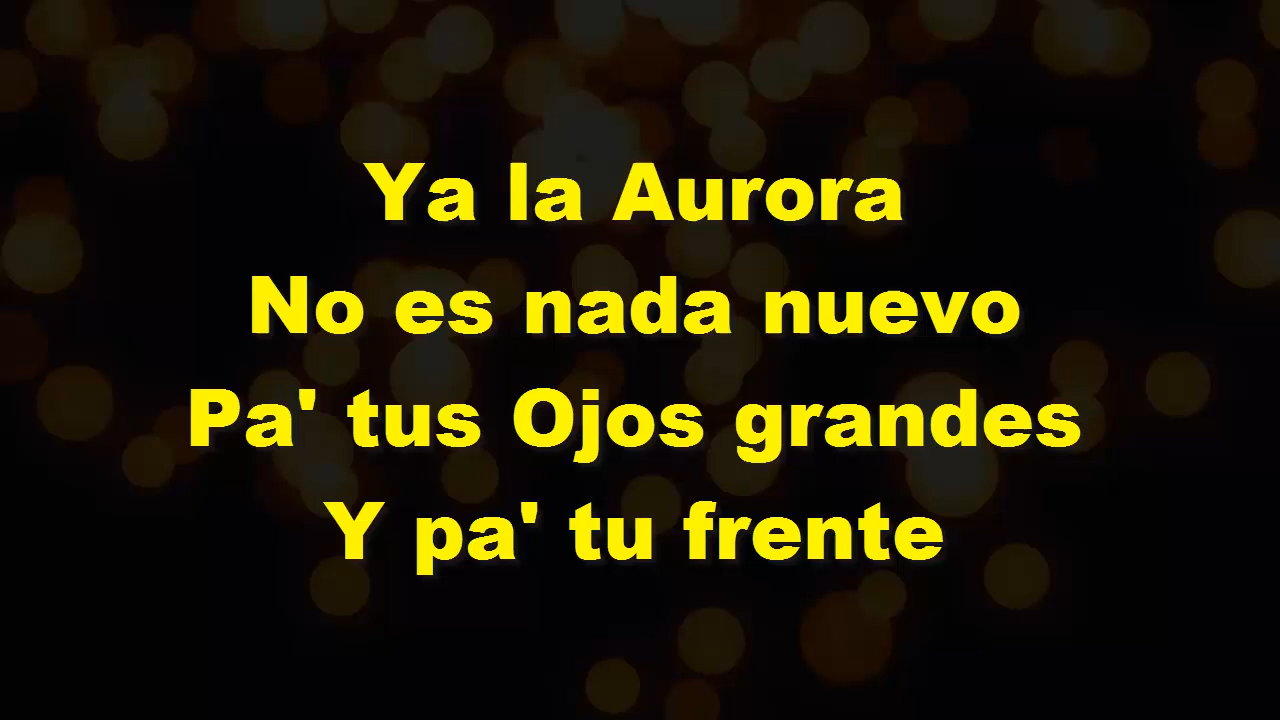 Ya la Aurora
No es nada nuevo
Pa' tus Ojos grandes
Y pa' tu frente